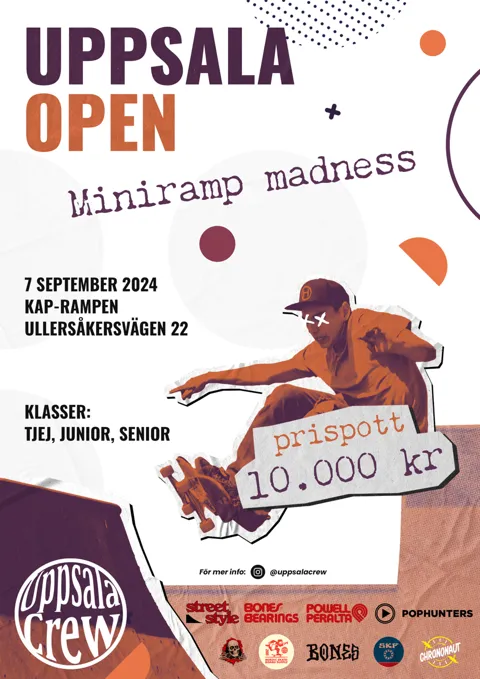 UPPSALA
OPEN
Miniramp madness
7 SEPTEMBER 2024
KAP-RAMPEN
ULLERSÅKERSVÄGEN 22
KLASSER:
TJEJ, JUNIOR, SENIOR
prispott
10.000 kr
För mer info: @uppsalacrew
Uppsala
Crew
street
style
BONES
BEARINGS
POWELL
PERALTA
POPHUNTERS
BONES
SKF
CHRONONAUT